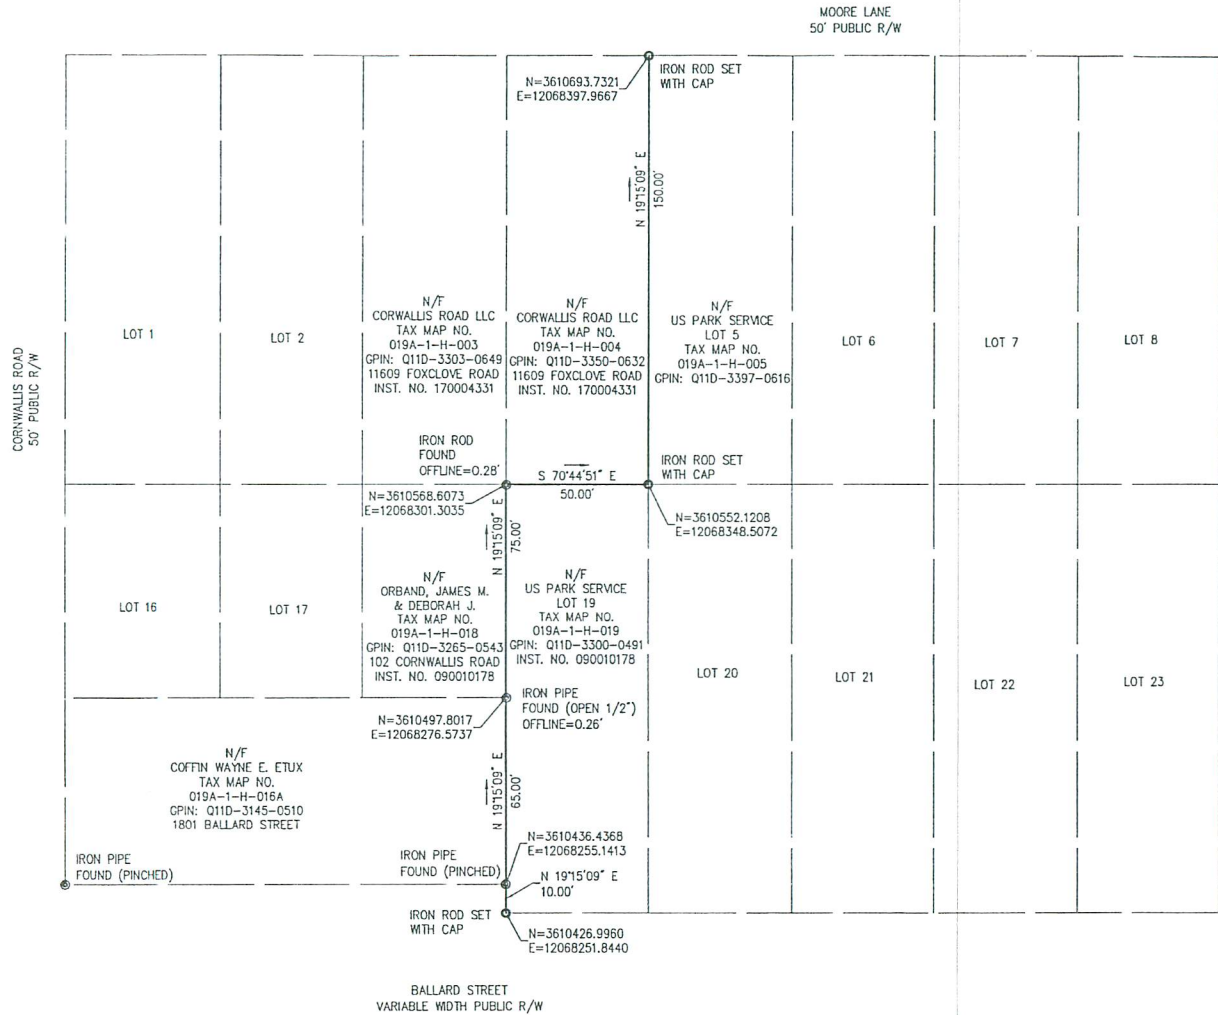 MOORE LANE
50' PUBLIC R/W
N=3610693.7321
E=12068397.9667
IRON ROD SET
WITH CAP
N 19°15'09" E
150.00'
CORNWALLIS ROAD
50' PUBLIC R/W
LOT 1
LOT 2
N/F
CORWALLIS ROAD LLC
TAX MAP NO.
019A-1-H-003
GPIN: Q11D-3303-0649
11609 FOXCLOVE ROAD
INST. NO. 170004331
N/F
CORWALLIS ROAD LLC
TAX MAP NO.
019A-1-H-004
GPIN: Q11D-3350-0632
11609 FOXCLOVE ROAD
INST. NO. 170004331
N/F
US PARK SERVICE
LOT 5
TAX MAP NO.
019A-1-H-005
GPIN: Q11D-3397-0616
LOT 6
LOT 7
LOT 8
IRON ROD
FOUND
OFFLINE=0.28'
N=3610568.6073
E=12068301.3035
S 70°44'51" E
50.00'
IRON ROD SET
WITH CAP
N=3610552.1208
E=12068348.5072
N 19°15'09" E
75.00'
LOT 16
LOT 17
N/F
ORBAND, JAMES M.
& DEBORAH J.
TAX MAP NO.
019A-1-H-018
GPIN: Q11D-3265-0543
102 CORNWALLIS ROAD
INST. NO. 090010178
N/F
US PARK SERVICE
LOT 19
TAX MAP NO.
019A-1-H-019
GPIN: Q11D-3300-0491
INST. NO. 090010178
LOT 20
LOT 21
LOT 22
LOT 23
IRON PIPE
FOUND (OPEN 1/2")
OFFLINE=0.26'
N=3610497.8017
E=12068276.5737
N/F
COFFIN WAYNE E. ETUX
TAX MAP NO.
019A-1-H-016A
GPIN: Q11D-3145-0510
1801 BALLARD STREET
N 19°15'09" E
65.00'
N=3610436.4368
E=12068255.1413
IRON PIPE
FOUND (PINCHED)
IRON PIPE
FOUND (PINCHED)
N 19°15'09" E
10.00'
IRON ROD SET
WITH CAP
N=3610426.9960
E=12068251.8440
BALLARD STREET
VARIABLE WIDTH PUBLIC R/W